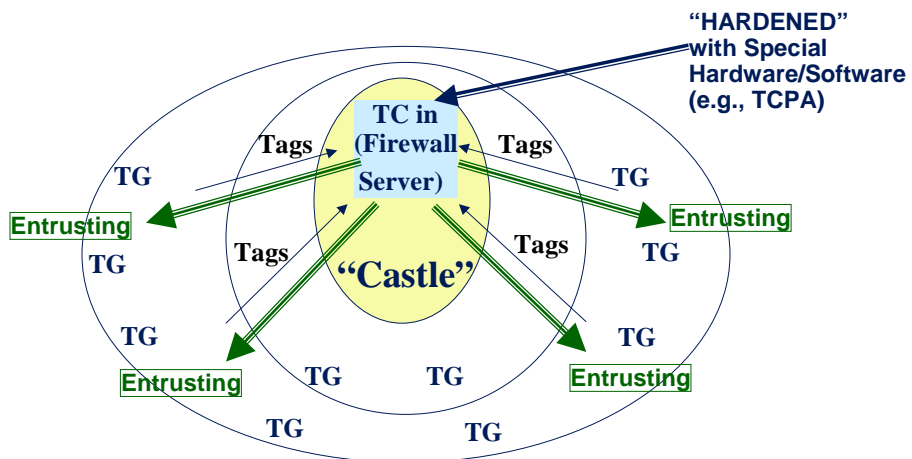 “HARDENED”
with Special
Hardware/Software
(e.g., TCPA)
TC in
(Firewall
Server)
Tags
Tags
TG
TG
Entrusting
Entrusting
Tags
Tags
TG
TG
“Castle”
TG
TG
Entrusting
TG
TG
Entrusting
TG
TG